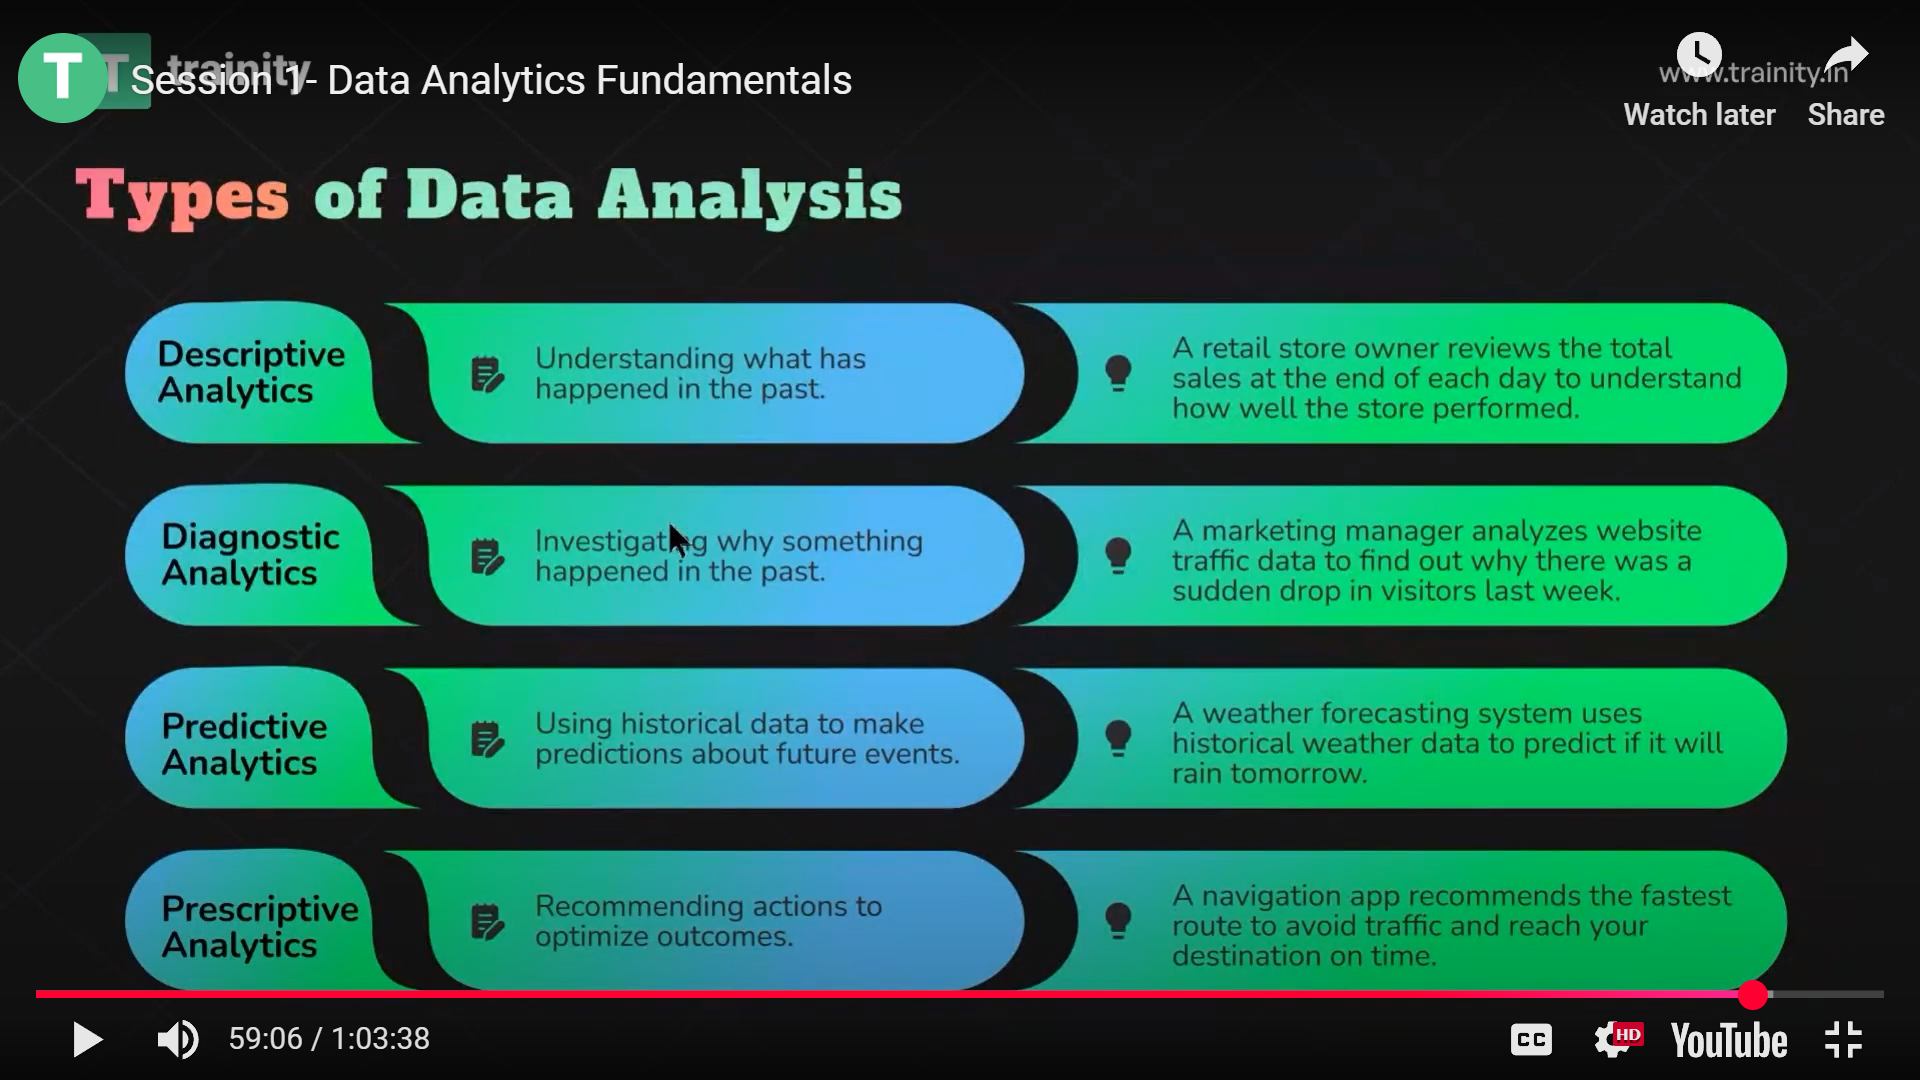 T
trainity
Session 1- Data Analytics Fundamentals
www.trainity.in
Watch later
Share
Types of Data Analysis
Descriptive
Analytics
Understanding what has
happened in the past.
A retail store owner reviews the total
sales at the end of each day to understand
how well the store performed.
Diagnostic
Analytics
Investigating why something
happened in the past.
A marketing manager analyzes website
traffic data to find out why there was a
sudden drop in visitors last week.
Predictive
Analytics
Using historical data to make
predictions about future events.
A weather forecasting system uses
historical weather data to predict if it will
rain tomorrow.
Prescriptive
Analytics
Recommending actions to
optimize outcomes.
A navigation app recommends the fastest
route to avoid traffic and reach your
destination on time.
59:06 / 1:03:38
CC
HD
YouTube